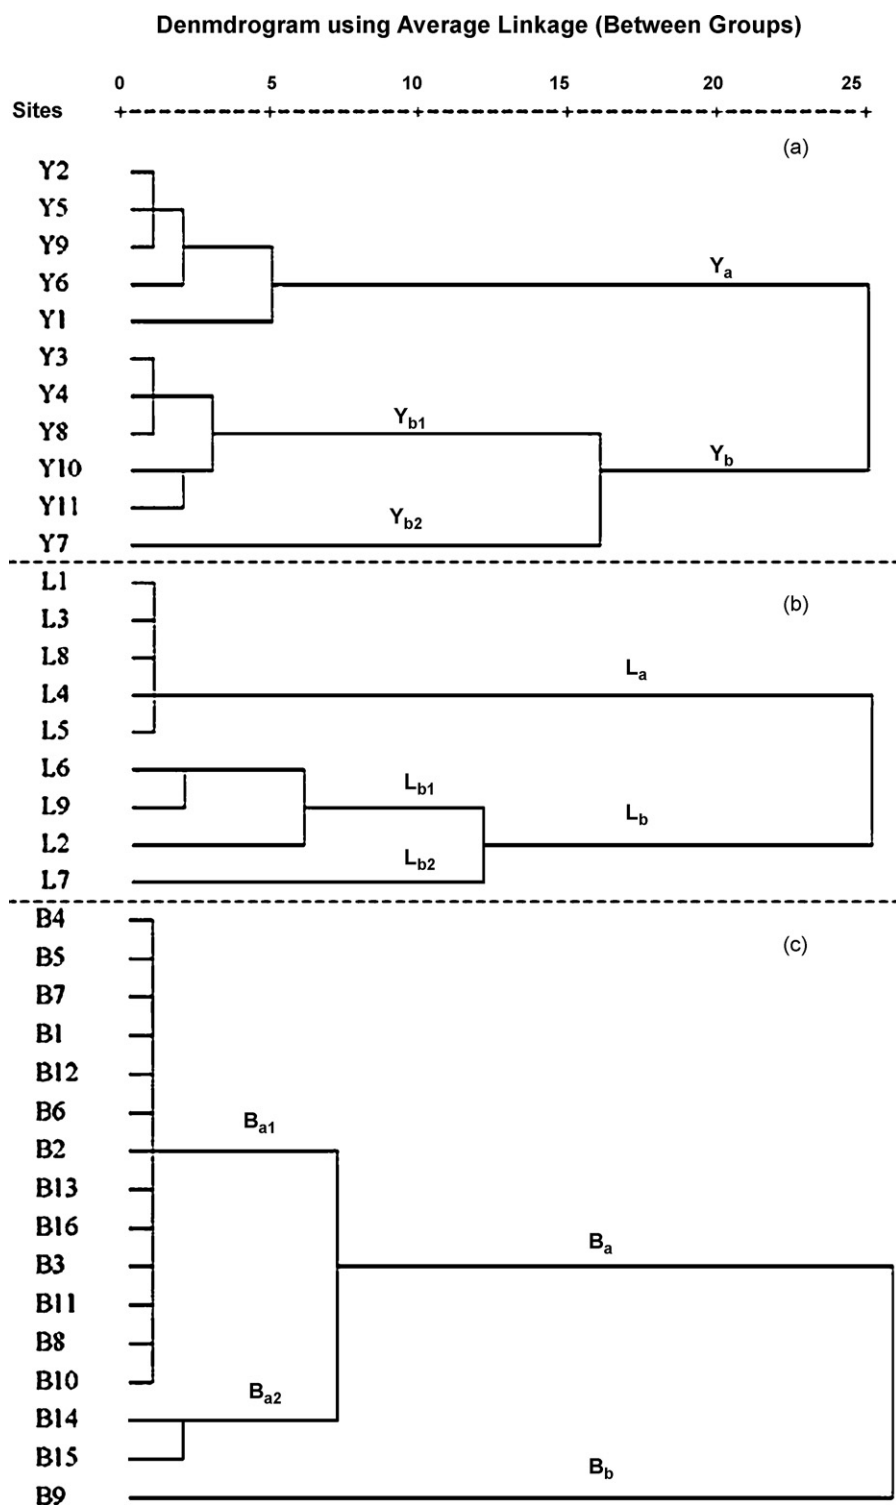 Denmdrogram using Average Linkage (Between Groups)
0 5 10 15 20 25
Sites
(a)
Y2
Y5
Y9
Y6
Ya
Y1
Y3
Y4
Y8
Yb1
Y10
Yb
Y11
Yb2
Y7
L1
(b)
L3
L8
L4
La
L5
L6
Lb1
L9
Lb
L2
Lb2
L7
B4
(c)
B5
B7
B1
B12
B6
Ba1
B2
B13
B16
B3
Ba
B11
B8
B10
Ba2
B14
B15
Bb
B9